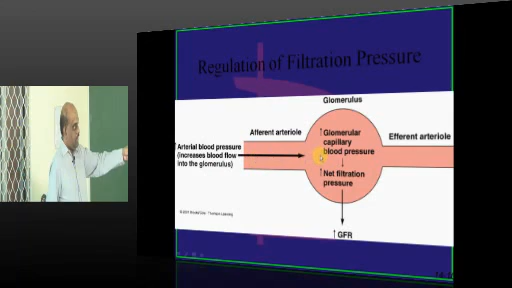 Regulation of Filtration Pressure
Glomerulus
Afferent arteriole
Efferent arteriole
↑ Glomerular
capillary
blood pressure
↑ Net filtration
pressure
Arterial blood pressure
(increases blood flow
into the glomerulus)
↑ GFR